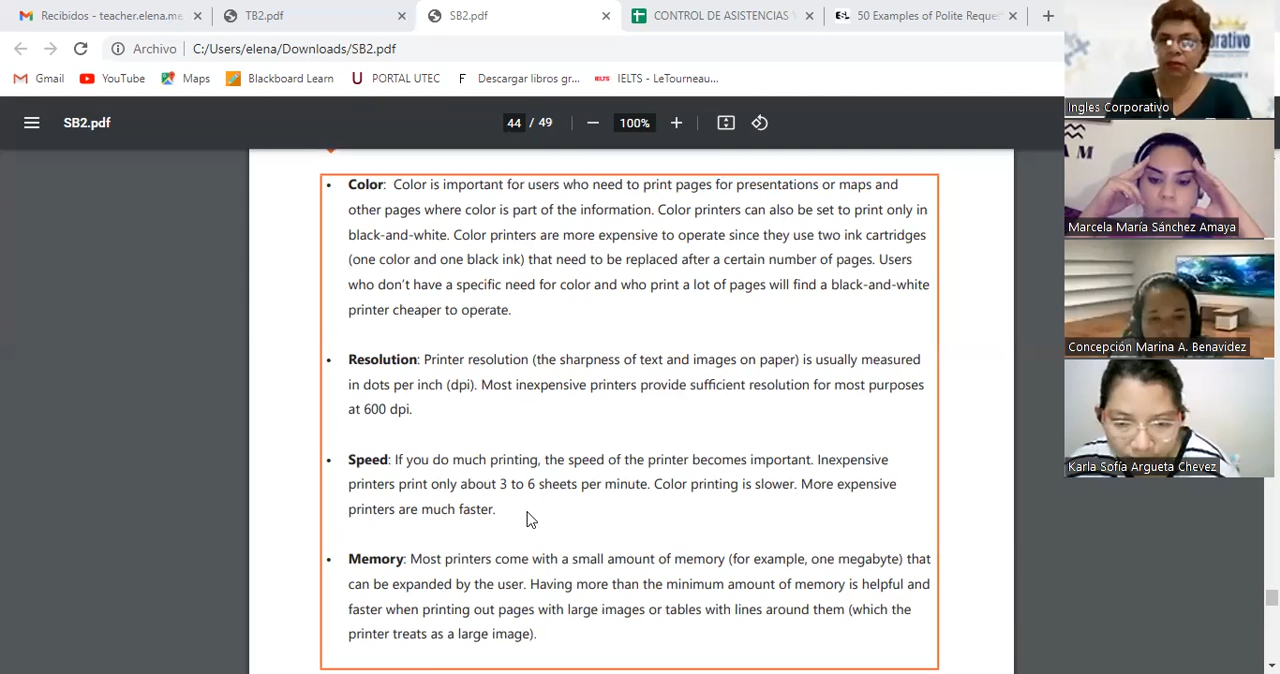 Recibidos - teacher.elena.me
TB2.pdf
SB2.pdf
CONTROL DE ASISTENCIAS
50 Examples of Polite Reque
Archivo
C:/Users/elena/Downloads/SB2.pdf
Gmail
YouTube
Maps
Blackboard Learn
PORTAL UTEC
Descargar libros gr...
IELTS - LeTourneau...
SB2.pdf
44 / 49
100%
• Color: Color is important for users who need to print pages for presentations or maps and
other pages where color is part of the information. Color printers can also be set to print only in
black-and-white. Color printers are more expensive to operate since they use two ink cartridges
(one color and one black ink) that need to be replaced after a certain number of pages. Users
who don't have a specific need for color and who print a lot of pages will find a black-and-white
printer cheaper to operate.
• Resolution: Printer resolution (the sharpness of text and images on paper) is usually measured
in dots per inch (dpi). Most inexpensive printers provide sufficient resolution for most purposes
at 600 dpi.
• Speed: If you do much printing, the speed of the printer becomes important. Inexpensive
printers print only about 3 to 6 sheets per minute. Color printing is slower. More expensive
printers are much faster.
• Memory: Most printers come with a small amount of memory (for example, one megabyte) that
can be expanded by the user. Having more than the minimum amount of memory is helpful and
faster when printing out pages with large images or tables with lines around them (which the
printer treats as a large image).
Ingles Corporativo
Marcela María Sánchez Amaya
Concepción Marina A. Benavídez
Karla Sofía Argueta Chevez